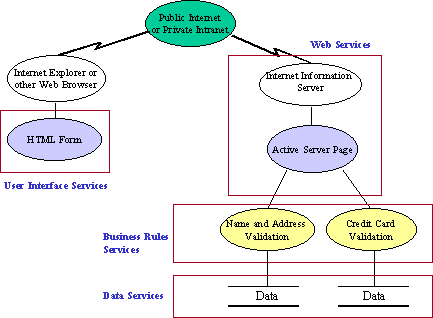 Public Internet
or Private Intranet
Web Services
Internet Explorer or
other Web Browser
Internet Information
Server
HTML Form
Active Server Page
User Interface Services
Name and Address
Validation
Credit Card
Validation
Business Rules
Services
Data Services
Data
Data